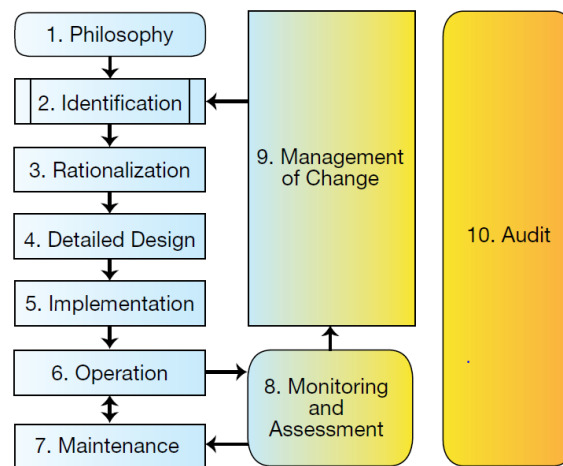 1. Philosophy
2. Identification
3. Rationalization
4. Detailed Design
5. Implementation
6. Operation
7. Maintenance
8. Monitoring
and
Assessment
9. Management
of Change
10. Audit